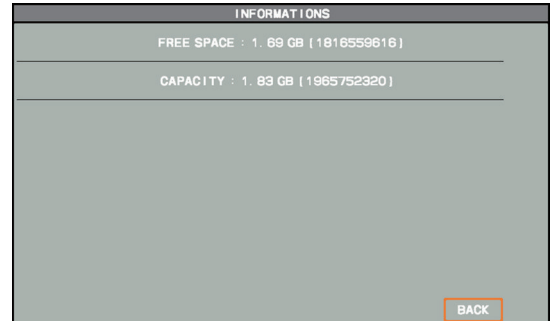 INFORMATIONS
FREE SPACE : 1. 69 GB (1816559616)
CAPACITY : 1. 83 GB (1965752320)
BACK